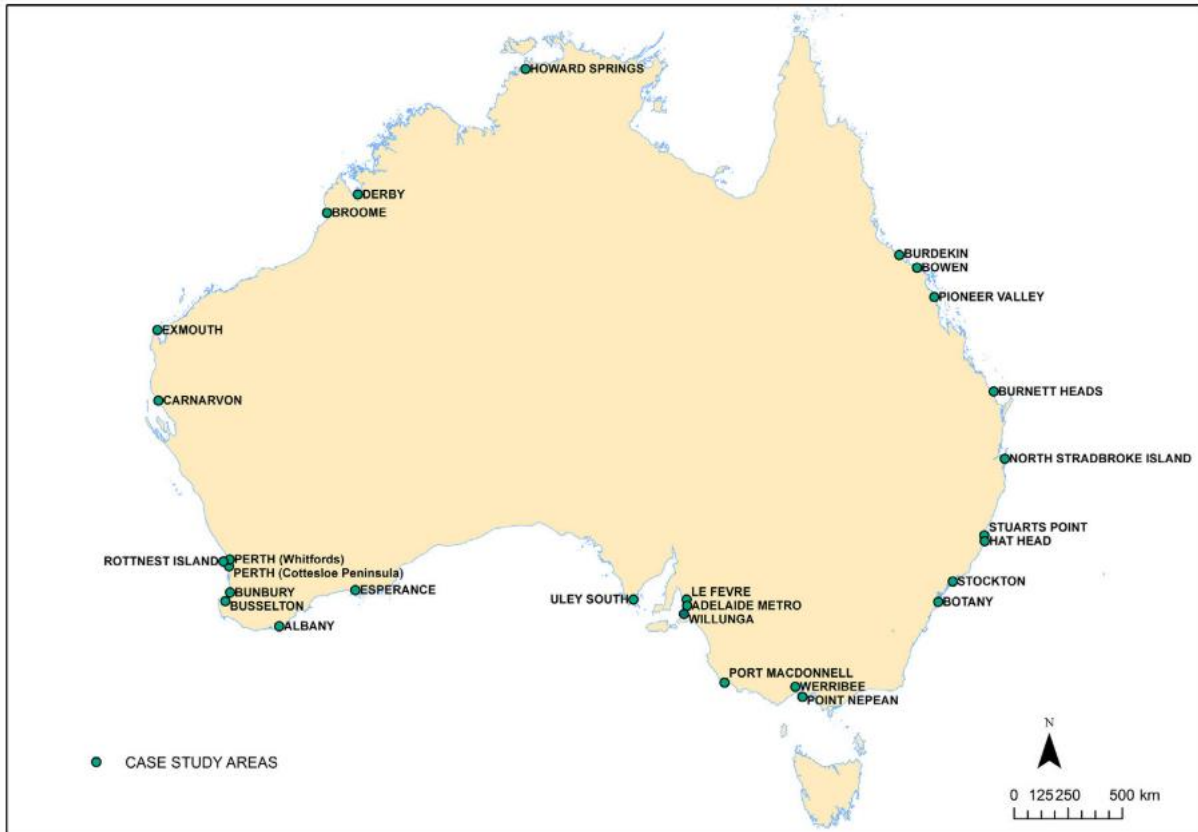 HOWARD SPRINGS
DERBY
BROOME
BURDEKIN
BOWEN
PIONEER VALLEY
EXMOUTH
BURNETT HEADS
CARNARVON
NORTH STRADBROKE ISLAND
STUARTS POINT
HAT HEAD
ROTTNEST ISLAND
PERTH (Whitfords)
PERTH (Cottesloe Peninsula)
STOCKTON
BUNBURY
ESPERANCE
ULEY SOUTH
LE FEVRE
BUSSELTON
ADELAIDE METRO
BOTANY
WILLUNGA
ALBANY
PORT MACDONNELL
WERRIBEE
POINT NEPEAN
N
CASE STUDY AREAS
0 125 250 500 km